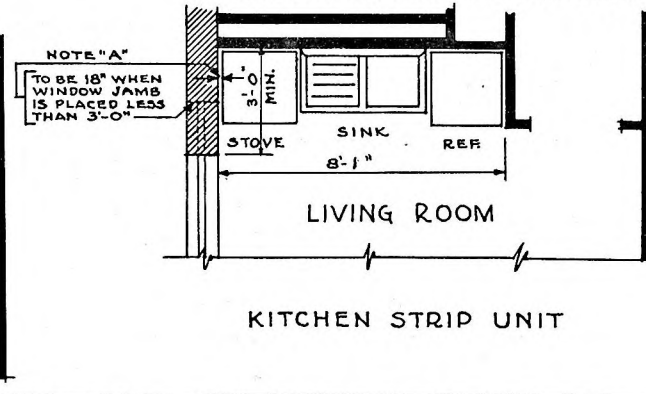 NOTE "A"
TO BE 18" WHEN
WINDOW JAMB
IS PLACED LESS
THAN 3'-0"
3'-0"
MIN.
STOVE
SINK
REF.
8'-1"
LIVING ROOM
KITCHEN STRIP UNIT